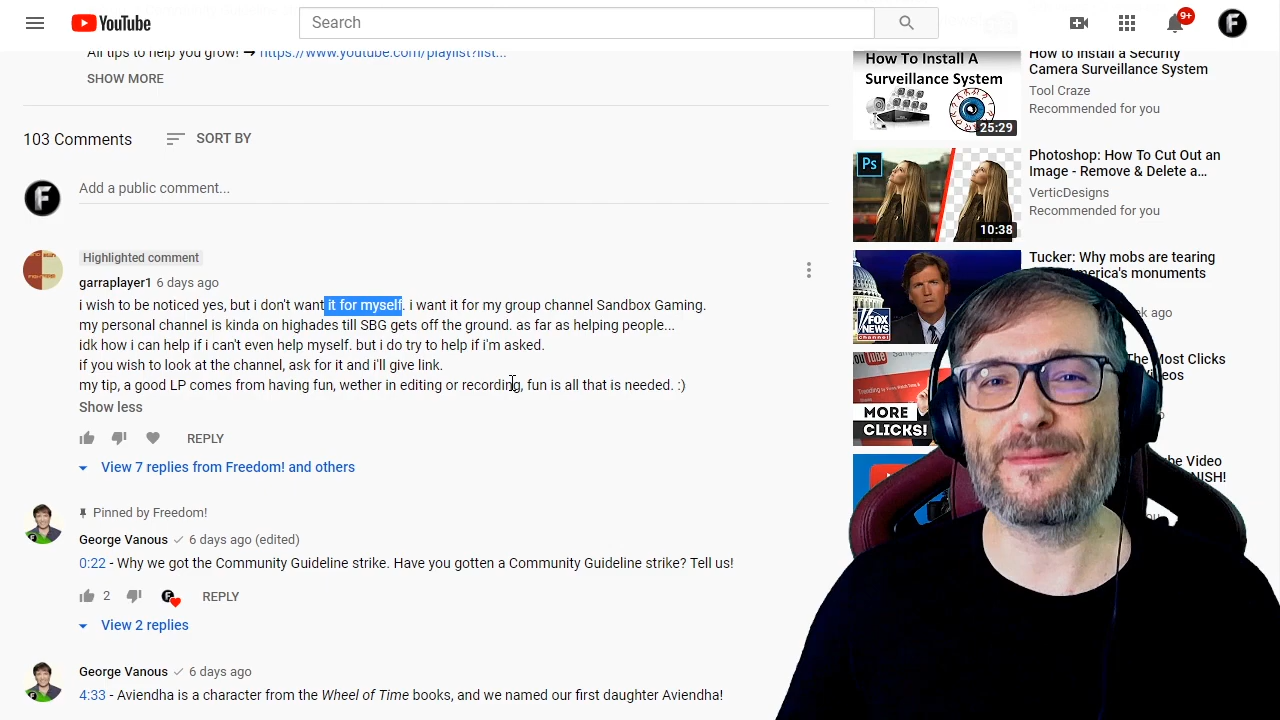 YouTube
Search
9+
All tips to help you grow! → https://www.youtube.com/playlist?list...
SHOW MORE
103 Comments
SORT BY
Add a public comment...
Highlighted comment
garraplayer1 6 days ago
i wish to be noticed yes, but i don't want it for myself. i want it for my group channel Sandbox Gaming.
my personal channel is kinda on highades till SBG gets off the ground. as far as helping people...
idk how i can help if i can't even help myself. but i do try to help if i'm asked.
if you wish to look at the channel, ask for it and i'll give link.
my tip, a good LP comes from having fun, wether in editing or recording, fun is all that is needed. :)
Show less
REPLY
View 7 replies from Freedom! and others
Pinned by Freedom!
George Vanous 6 days ago (edited)
0:22 - Why we got the Community Guideline strike. Have you gotten a Community Guideline strike? Tell us!
2
REPLY
View 2 replies
George Vanous 6 days ago
4:33 - Aviendha is a character from the Wheel of Time books, and we named our first daughter Aviendha!
How To Install A
Surveillance System
25:29
How to Install a Security
Camera Surveillance System
Tool Craze
Recommended for you
Ps
10:38
Photoshop: How To Cut Out an
Image - Remove & Delete a...
VerticDesigns
Recommended for you
FOX
NEWS
Tucker: Why mobs are tearing
America's monuments
ago
MORE
CLICKS!
The Most Clicks
Video
NISH!